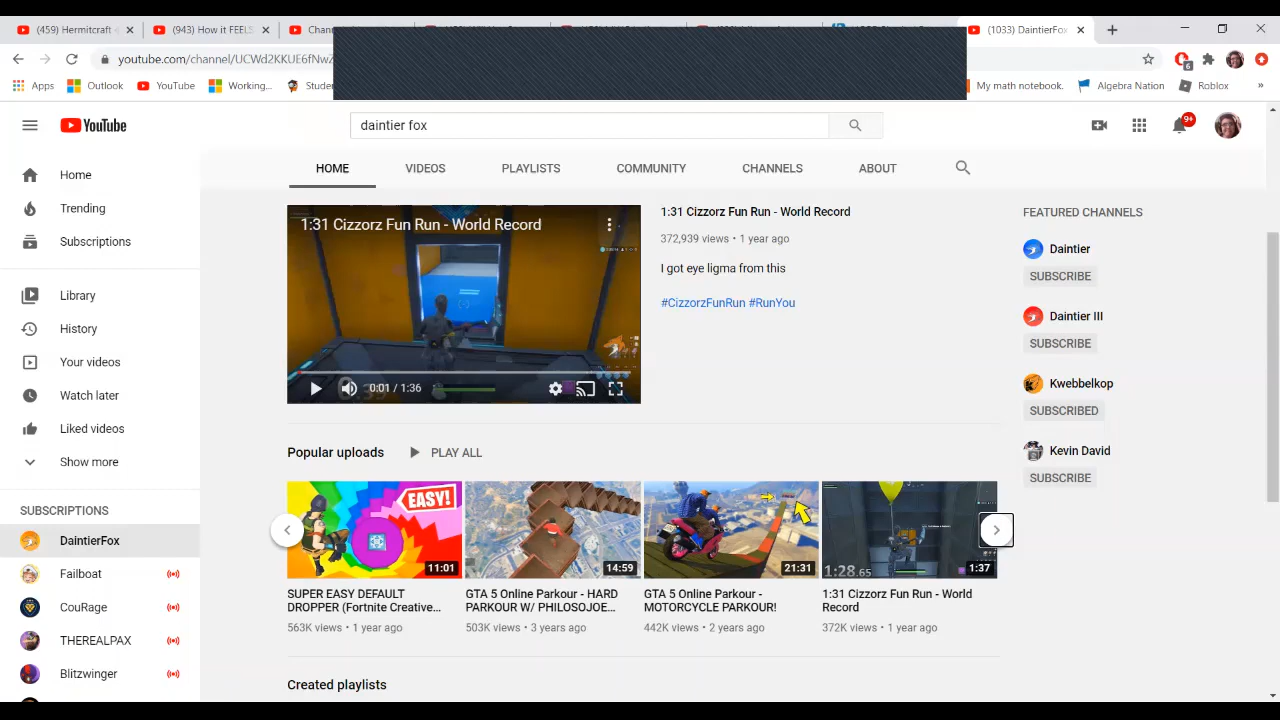 (459) Hermitcraft 4
(943) How it FEELS
(1033) DaintierFox
youtube.com/channel/UCWd2KKUE6fNwZ
6
Apps
Outlook
YouTube
Working...
My math notebook.
Algebra Nation
Roblox
»
YouTube
daintier fox
9+
HOME
VIDEOS
PLAYLISTS
COMMUNITY
CHANNELS
ABOUT
Home
Trending
Subscriptions
Library
History
Your videos
Watch later
Liked videos
Show more
SUBSCRIPTIONS
DaintierFox
Failboat
CouRage
THEREALPAX
Blitzwinger
1:31 Cizzorz Fun Run - World Record
0:01 / 1:36
1:31 Cizzorz Fun Run - World Record
372,939 views • 1 year ago
I got eye ligma from this
#CizzorzFunRun #RunYou
FEATURED CHANNELS
Daintier
SUBSCRIBE
Daintier III
SUBSCRIBE
Kwebbelkop
SUBSCRIBED
Kevin David
SUBSCRIBE
Popular uploads
PLAY ALL
EASY!
11:01
SUPER EASY DEFAULT
DROPPER (Fortnite Creative...
563K views • 1 year ago
14:59
GTA 5 Online Parkour - HARD
PARKOUR W/ PHILOSOJOE...
503K views • 3 years ago
21:31
GTA 5 Online Parkour -
MOTORCYCLE PARKOUR!
442K views • 2 years ago
1:28.65
1:37
1:31 Cizzorz Fun Run - World
Record
372K views • 1 year ago
Created playlists